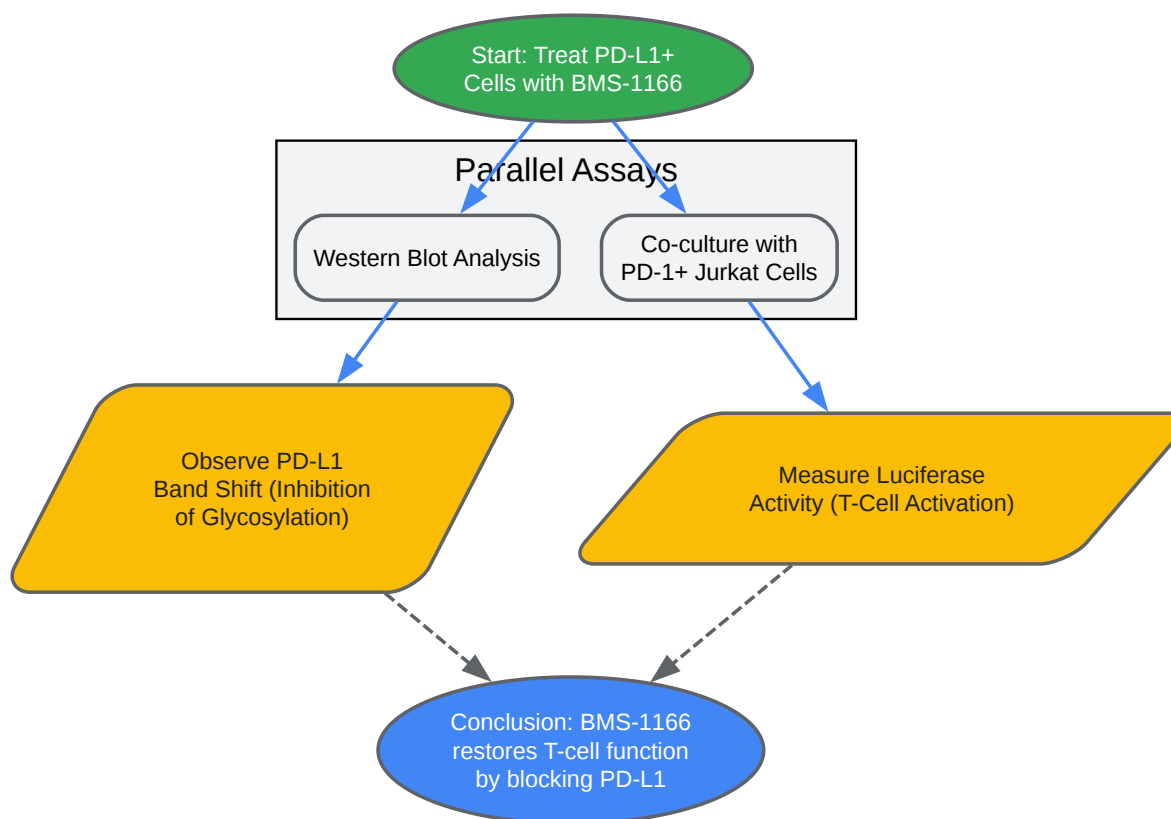 Start: Treat PD-L1+
Cells with BMS-1166
Parallel Assays
Western Blot Analysis
Co-culture with
PD-1+ Jurkat Cells
Observe PD-L1
Band Shift (Inhibition
of Glycosylation)
Measure Luciferase
Activity (T-Cell Activation)
Conclusion: BMS-1166
restores T-cell function
by blocking PD-L1